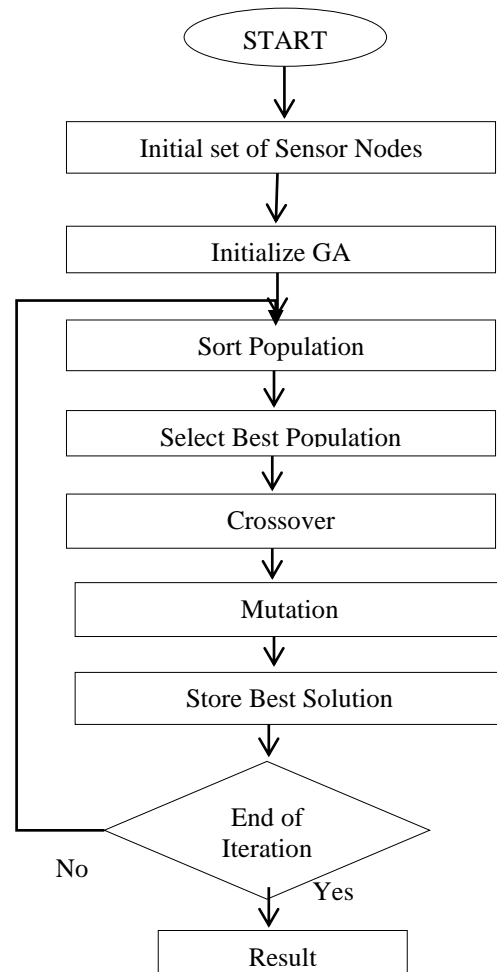 START
Initial set of Sensor Nodes
Initialize GA
Sort Population
Select Best Population
Crossover
Mutation
Store Best Solution
End of
Iteration
No
Yes
Result